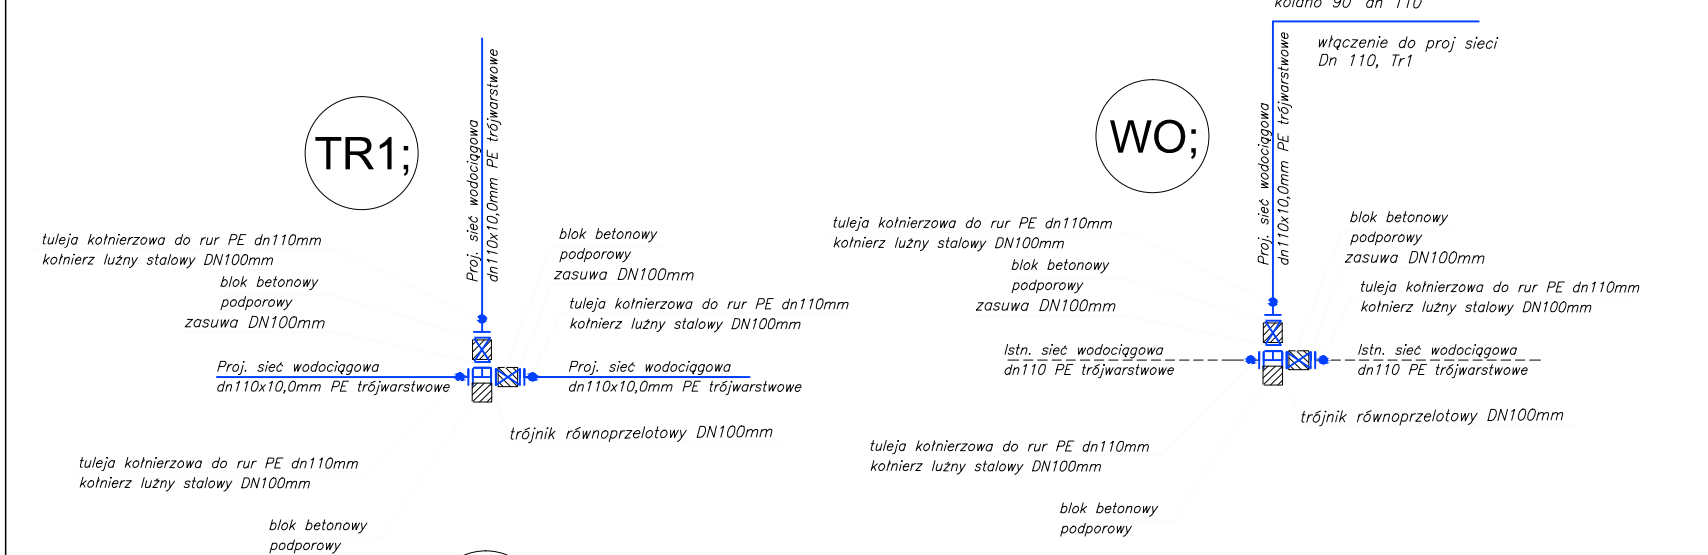 kolano 90° dn 110
włączenie do proj sieci
Dn 110, Tr1
TR1;
Proj. sieć wodociągowa
dn110x10,0mm PE trójwarstwowe
tuleja kołnierzowa do rur PE dn110mm
kołnierz luźny stalowy DN100mm
blok betonowy
podporowy
zasuwa DN100mm
blok betonowy
podporowy
zasuwa DN100mm
tuleja kołnierzowa do rur PE dn110mm
kołnierz luźny stalowy DN100mm
Proj. sieć wodociągowa
dn110x10,0mm PE trójwarstwowe
Proj. sieć wodociągowa
dn110x10,0mm PE trójwarstwowe
trójnik równoprzelotowy DN100mm
tuleja kołnierzowa do rur PE dn110mm
kołnierz luźny stalowy DN100mm
blok betonowy
podporowy
WO;
Proj. sieć wodociągowa
dn110x10,0mm PE trójwarstwowe
tuleja kołnierzowa do rur PE dn110mm
kołnierz luźny stalowy DN100mm
blok betonowy
podporowy
zasuwa DN100mm
blok betonowy
podporowy
zasuwa DN100mm
tuleja kołnierzowa do rur PE dn110mm
kołnierz luźny stalowy DN100mm
Istn. sieć wodociągowa
dn110 PE trójwarstwowe
Istn. sieć wodociągowa
dn110 PE trójwarstwowe
trójnik równoprzelotowy DN100mm
tuleja kołnierzowa do rur PE dn110mm
kołnierz luźny stalowy DN100mm
blok betonowy
podporowy